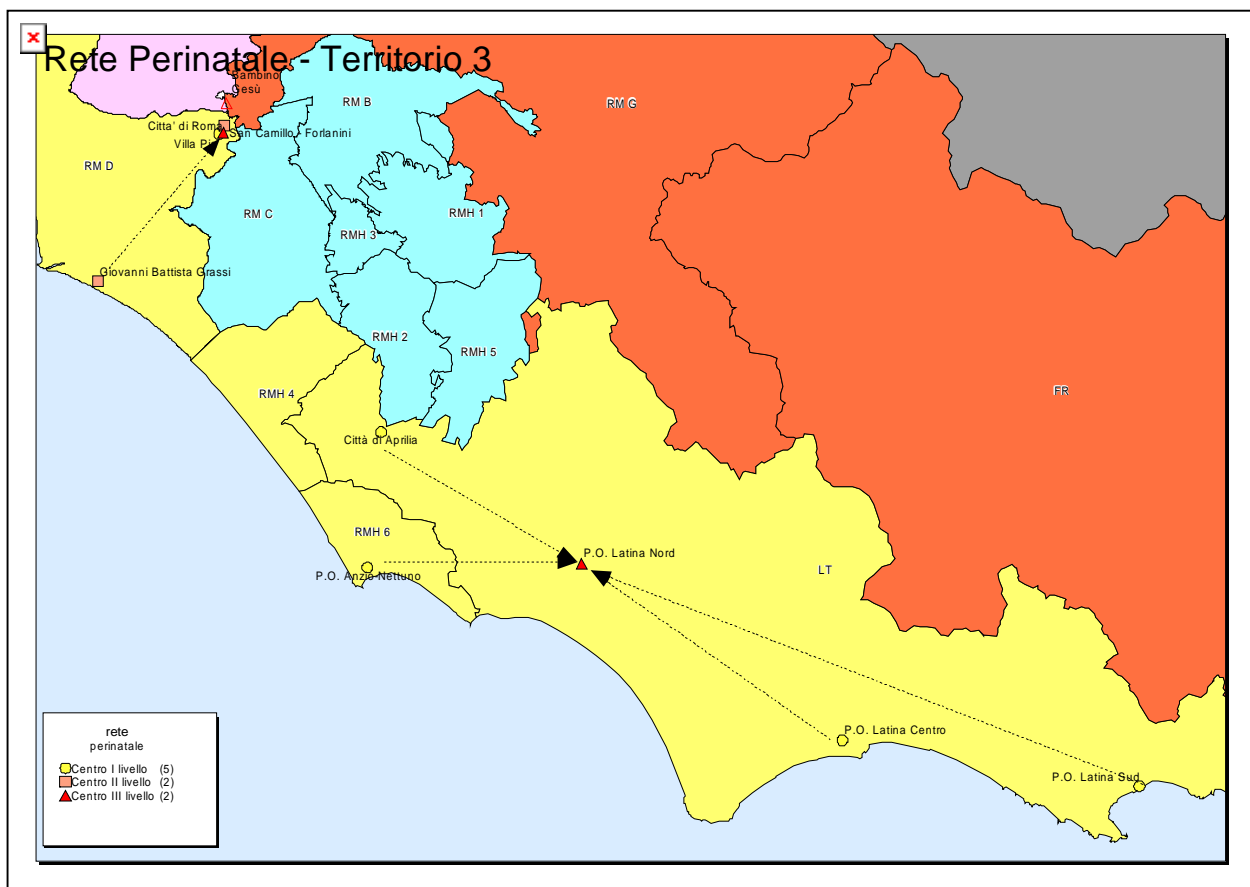 Rete Perinatale - Territorio 3
Bambino
Gesù
RM B
RM G
Citta' di Roma
San Camillo - Forlanini
Villa Pi
RM D
RM C
RMH 1
RMH 3
Giovanni Battista Grassi
RMH 2
RMH 5
RMH 4
FR
Città di Aprilia
RMH 6
P.O. Latina Nord
P.O. Anzio-Nettuno
LT
P.O. Latina Centro
P.O. Latina Sud
rete
perinatale
Centro I livello (5)
Centro II livello (2)
Centro III livello (2)